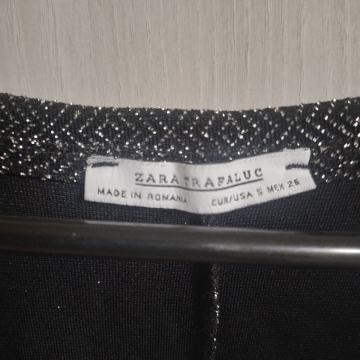 ZARA TRAFALUC
MADE IN ROMANIA EUR/USA S MEX 26